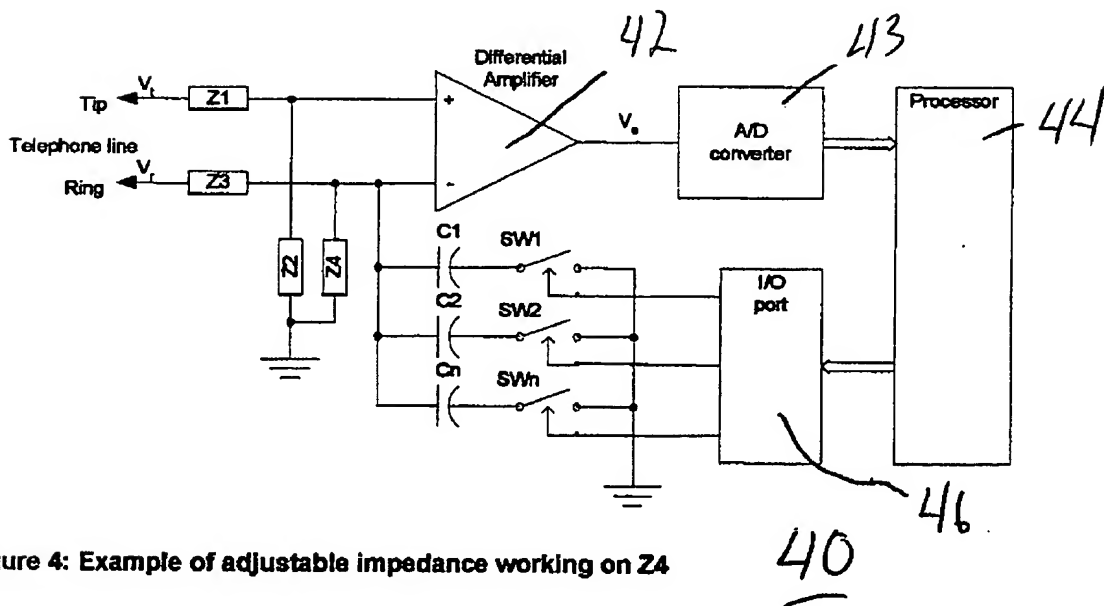 42
43
Differential
Amplifier
Processor
44
Tip
Vt
Z1
+
Ve
A/D
converter
Telephone line
Ring
Vr
Z3
-
Z2
Z4
C1
SW1
I/O
port
C2
SW2
Cn
SWn
46
40
ure 4: Example of adjustable impedance working on Z4